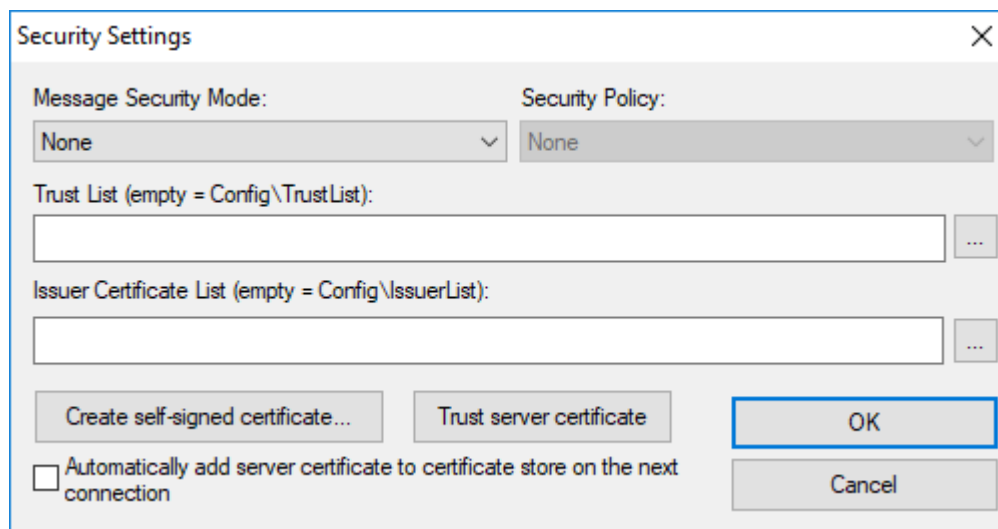 Security Settings
Message Security Mode: Security Policy:
None None
Trust List (empty = Config\TrustList):
...
Issuer Certificate List (empty = Config\IssuerList):
...
Create self-signed certificate... Trust server certificate OK
Automatically add server certificate to certificate store on the next
connection
Cancel